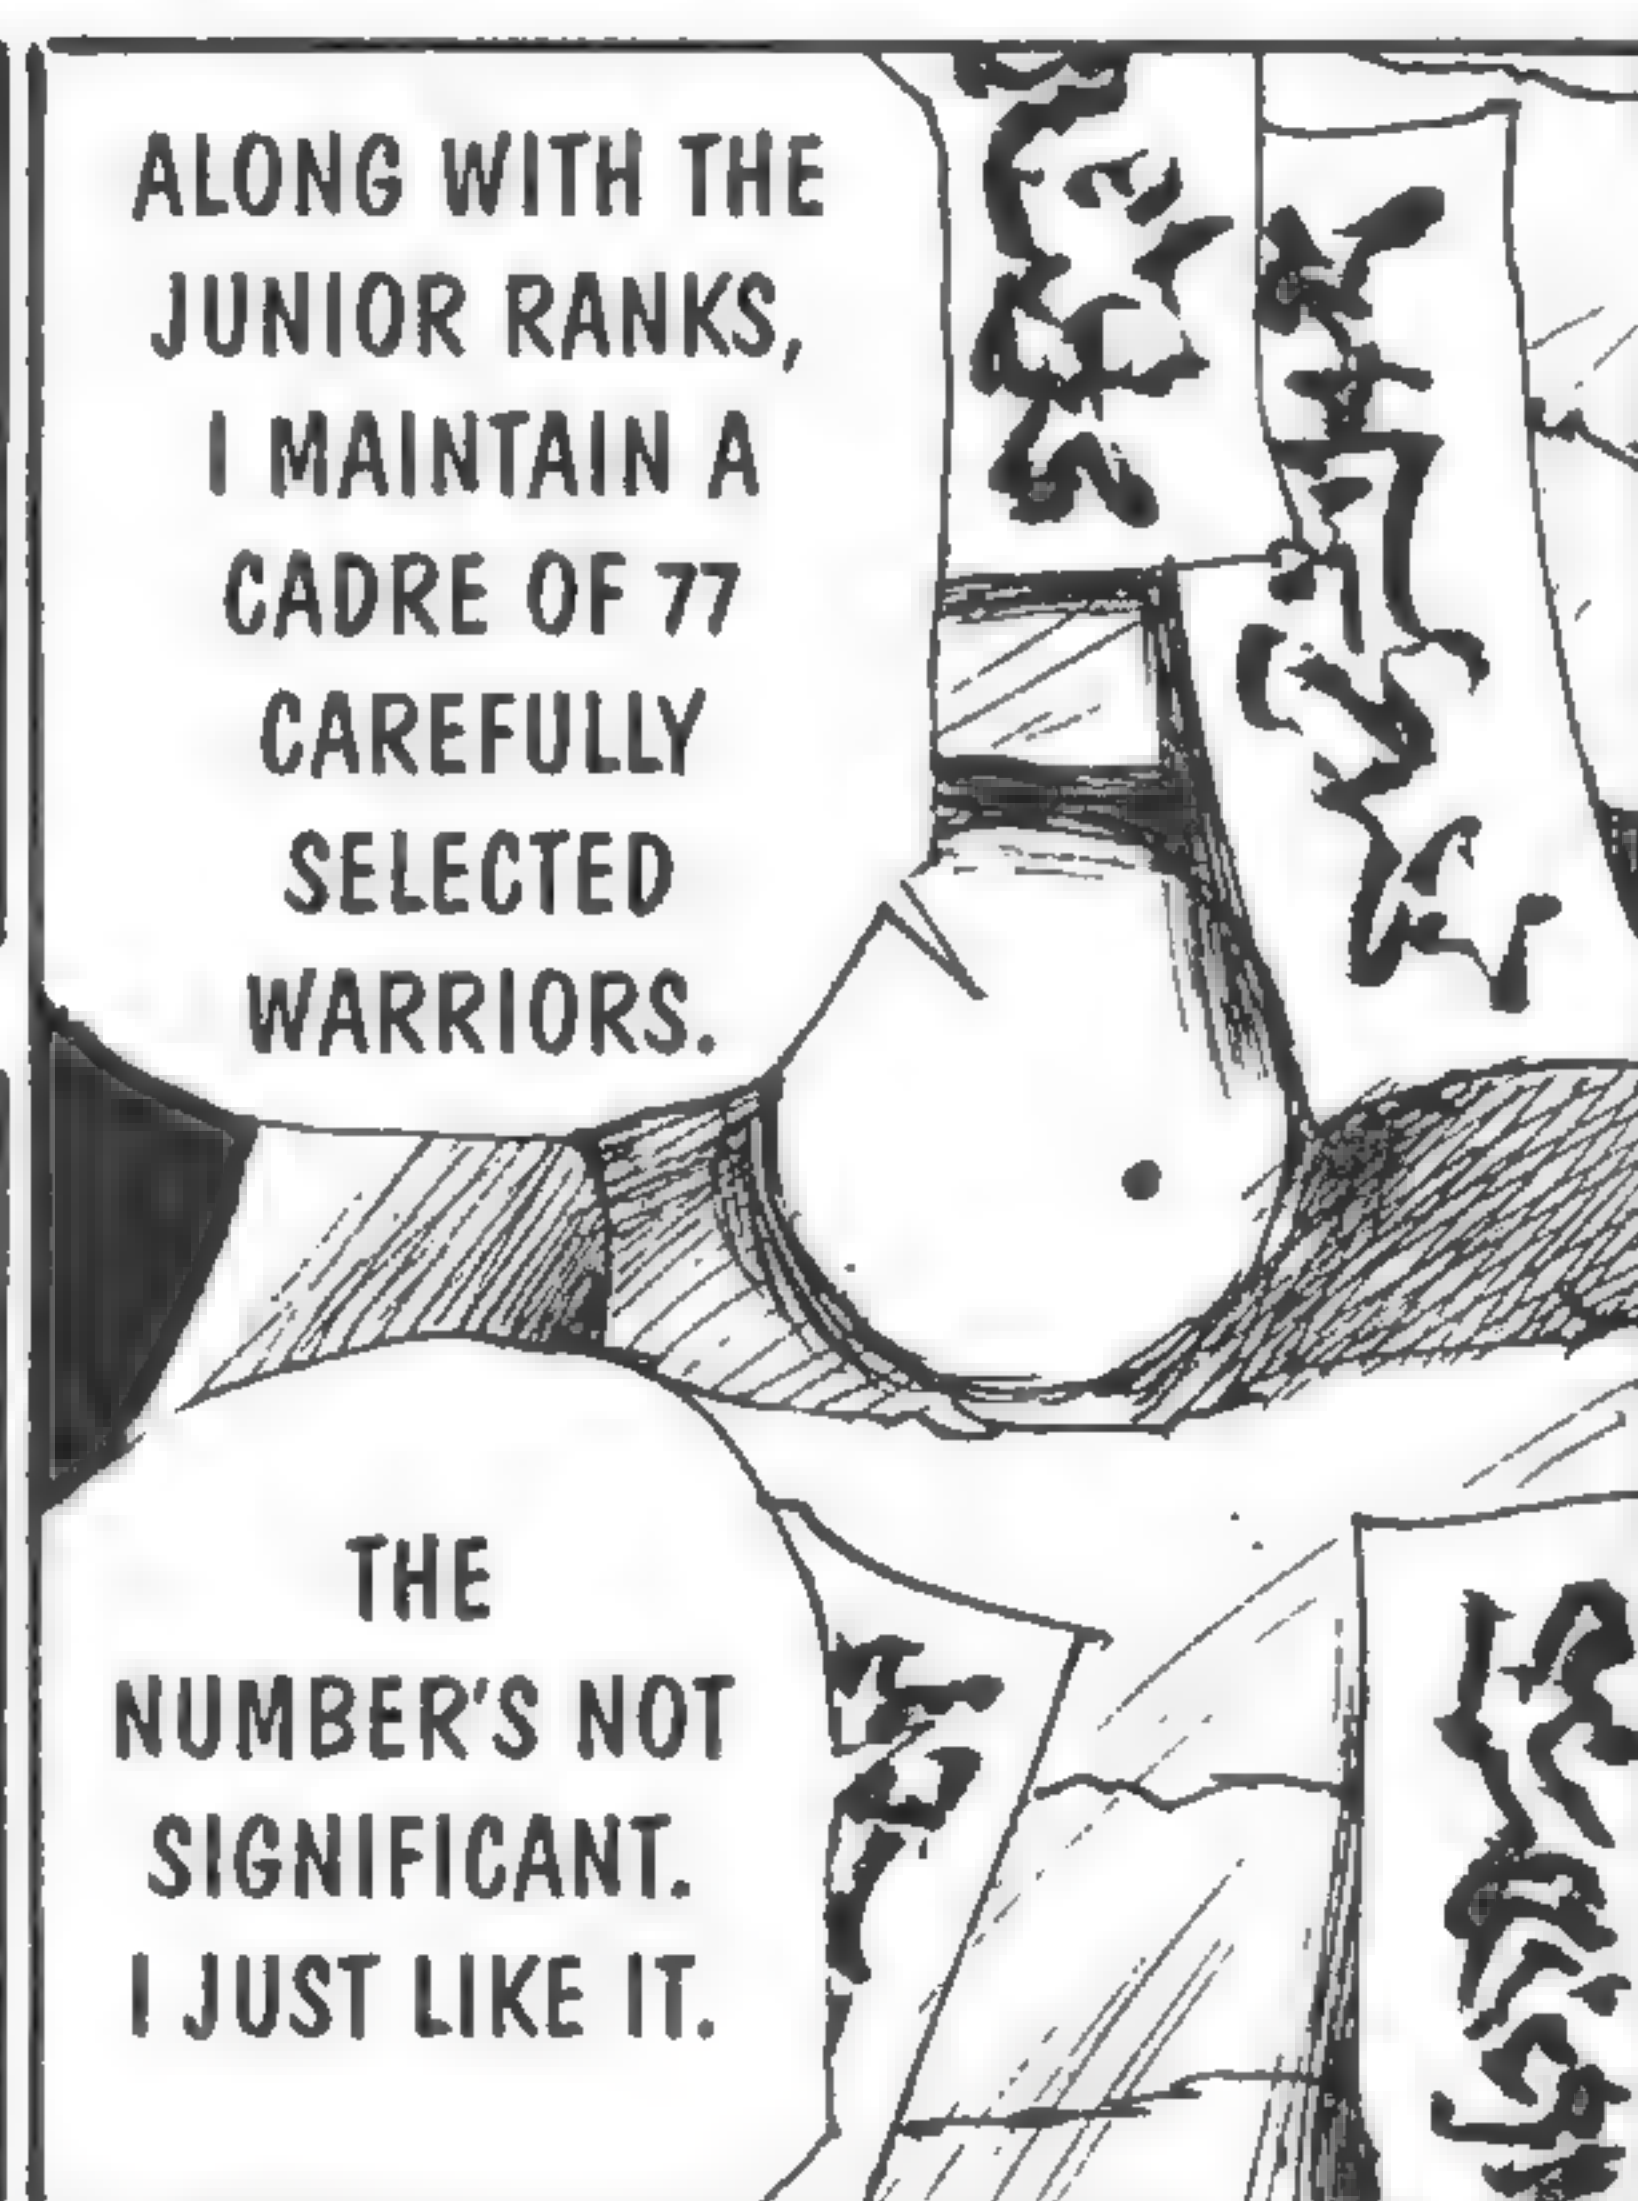 ALONG WITH THE
JUNIOR RANKS,
I MAINTAIN A
CADRE OF 77
CAREFULLY
SELECTED
WARRIORS.
THE
NUMBER'S NOT
SIGNIFICANT.
I JUST LIKE IT.